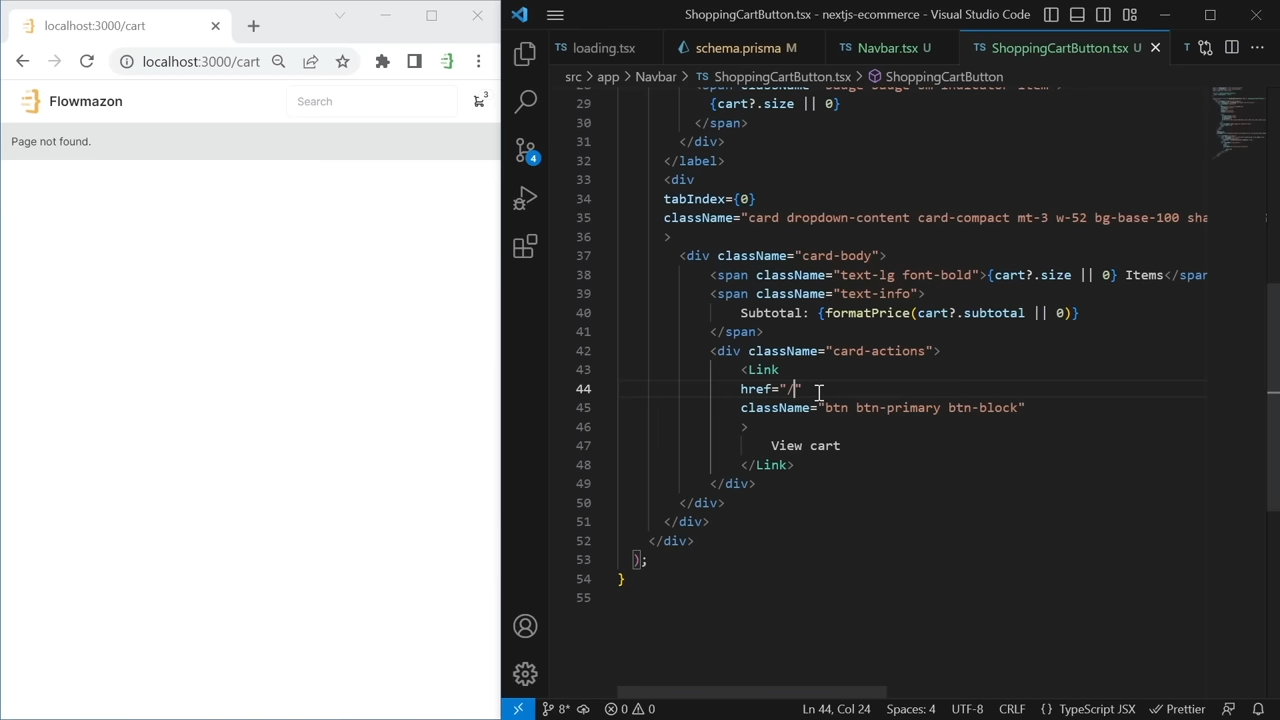 localhost:3000/cart
localhost:3000/cart
Flowmazon
Search
3
Page not found.
ShoppingCartButton.tsx - nextjs-ecommerce - Visual Studio Code
TS loading.tsx
schema.prisma M
TS Navbar.tsx U
TS ShoppingCartButton.tsx U
T
src > app > Navbar > TS ShoppingCartButton.tsx > ShoppingCartButton
4
29 {cart?.size || 0}
30 </span>
31 </div>
32 </label>
33 <div
34 tabIndex={0}
35 className="card dropdown-content card-compact mt-3 w-52 bg-base-100 sha
36 >
37 <div className="card-body">
38 <span className="text-lg font-bold">{cart?.size || 0} Items</span
39 <span className="text-info">
40 Subtotal: {formatPrice(cart?.subtotal || 0)}
41 </span>
42 <div className="card-actions">
43 <Link
44 href="/"
45 className="btn btn-primary btn-block"
46 >
47 View cart
48 </Link>
49 </div>
50 </div>
51 </div>
52 </div>
53 );
54 }
55
8* 0 0 Ln 44, Col 24 Spaces: 4 UTF-8 CRLF {} TypeScript JSX Prettier